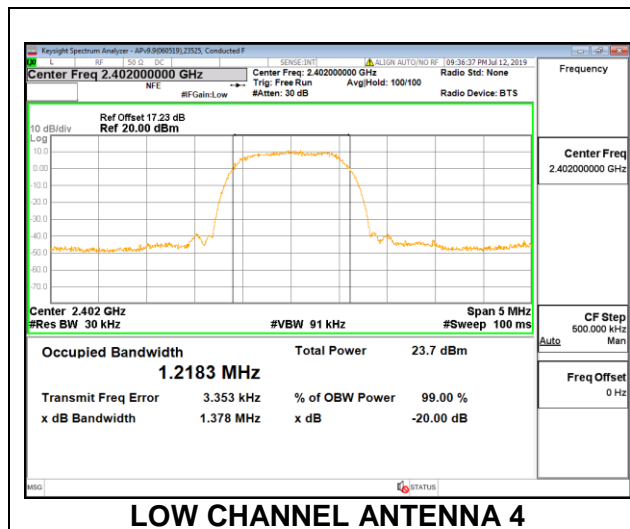 Keysight Spectrum Analyzer - APv9.9(060519),23525, Conducted F
L RF 50 Ω DC SENSE:INT ALIGN AUTO/NO RF 09:36:37 PM Jul 12, 2019
Center Freq 2.402000000 GHz
NFE
#IFGain:Low
Center Freq: 2.402000000 GHz
Trig: Free Run Avg|Hold: 100/100
#Atten: 30 dB
Radio Std: None
Radio Device: BTS
Frequency
Ref Offset 17.23 dB
10 dB/div Ref 20.00 dBm
Log
10.0
0.00
-10.0
-20.0
-30.0
-40.0
-50.0
-60.0
-70.0
Center 2.402 GHz Span 5 MHz
#Res BW 30 kHz #VBW 91 kHz #Sweep 100 ms
Occupied Bandwidth Total Power 23.7 dBm
1.2183 MHz
Transmit Freq Error 3.353 kHz % of OBW Power 99.00 %
x dB Bandwidth 1.378 MHz x dB -20.00 dB
Center Freq
2.402000000 GHz
CF Step
500.000 kHz
Auto Man
Freq Offset
0 Hz
MSG STATUS
LOW CHANNEL ANTENNA 4